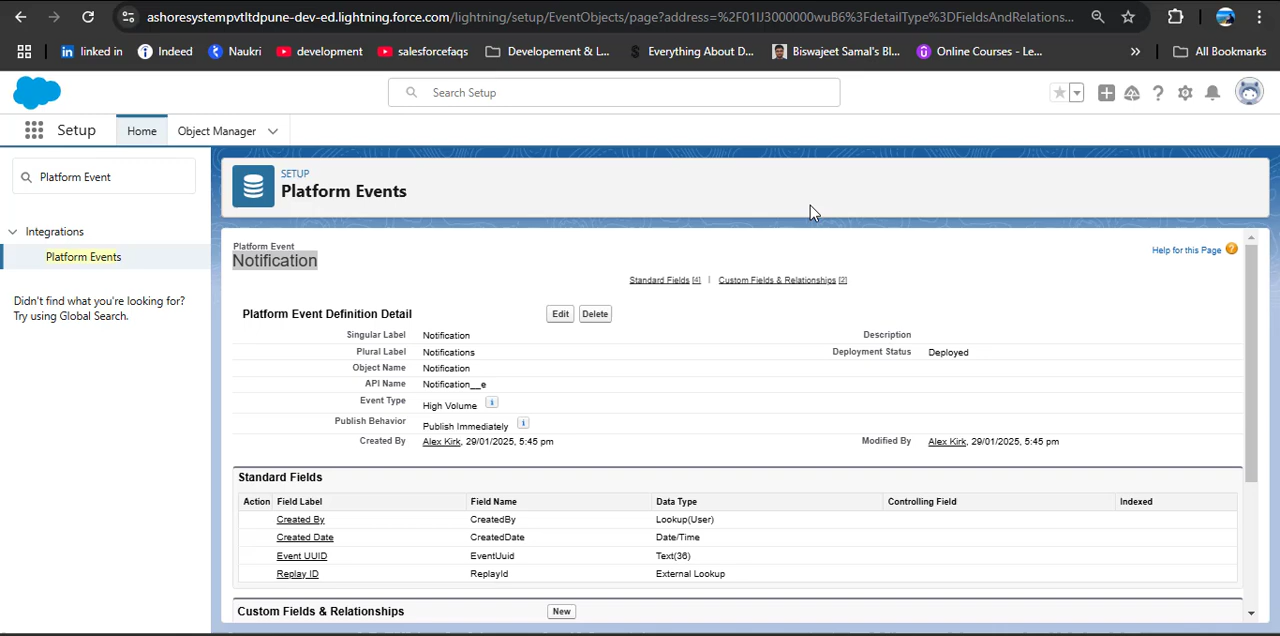 ashoresystempvtltdpune-dev-ed.lightning.force.com/lightning/setup/EventObjects/page?address=%2F01IJ3000000wuB6%3FdetailType%3DFieldsAndRelations...
linked in Indeed Naukri development salesforcefaqs Developement & L... Everything About D... Biswajeet Samal's Bl... Online Courses - Le... » All Bookmarks
Search Setup
Setup Home Object Manager
Platform Event
SETUP
Platform Events
Integrations
Platform Events
Didn't find what you're looking for?
Try using Global Search.
Platform Event
Notification
Help for this Page
Standard Fields [4] | Custom Fields & Relationships [2]
Platform Event Definition Detail Edit Delete
Singular Label Notification Description
Plural Label Notifications Deployment Status Deployed
Object Name Notification
API Name Notification__e
Event Type High Volume i
Publish Behavior Publish Immediately i
Created By Alex Kirk, 29/01/2025, 5:45 pm Modified By Alex Kirk, 29/01/2025, 5:45 pm
Standard Fields
Action Field Label Field Name Data Type Controlling Field Indexed
Created By CreatedBy Lookup(User)
Created Date CreatedDate Date/Time
Event UUID EventUuid Text(36)
Replay ID ReplayId External Lookup
Custom Fields & Relationships New